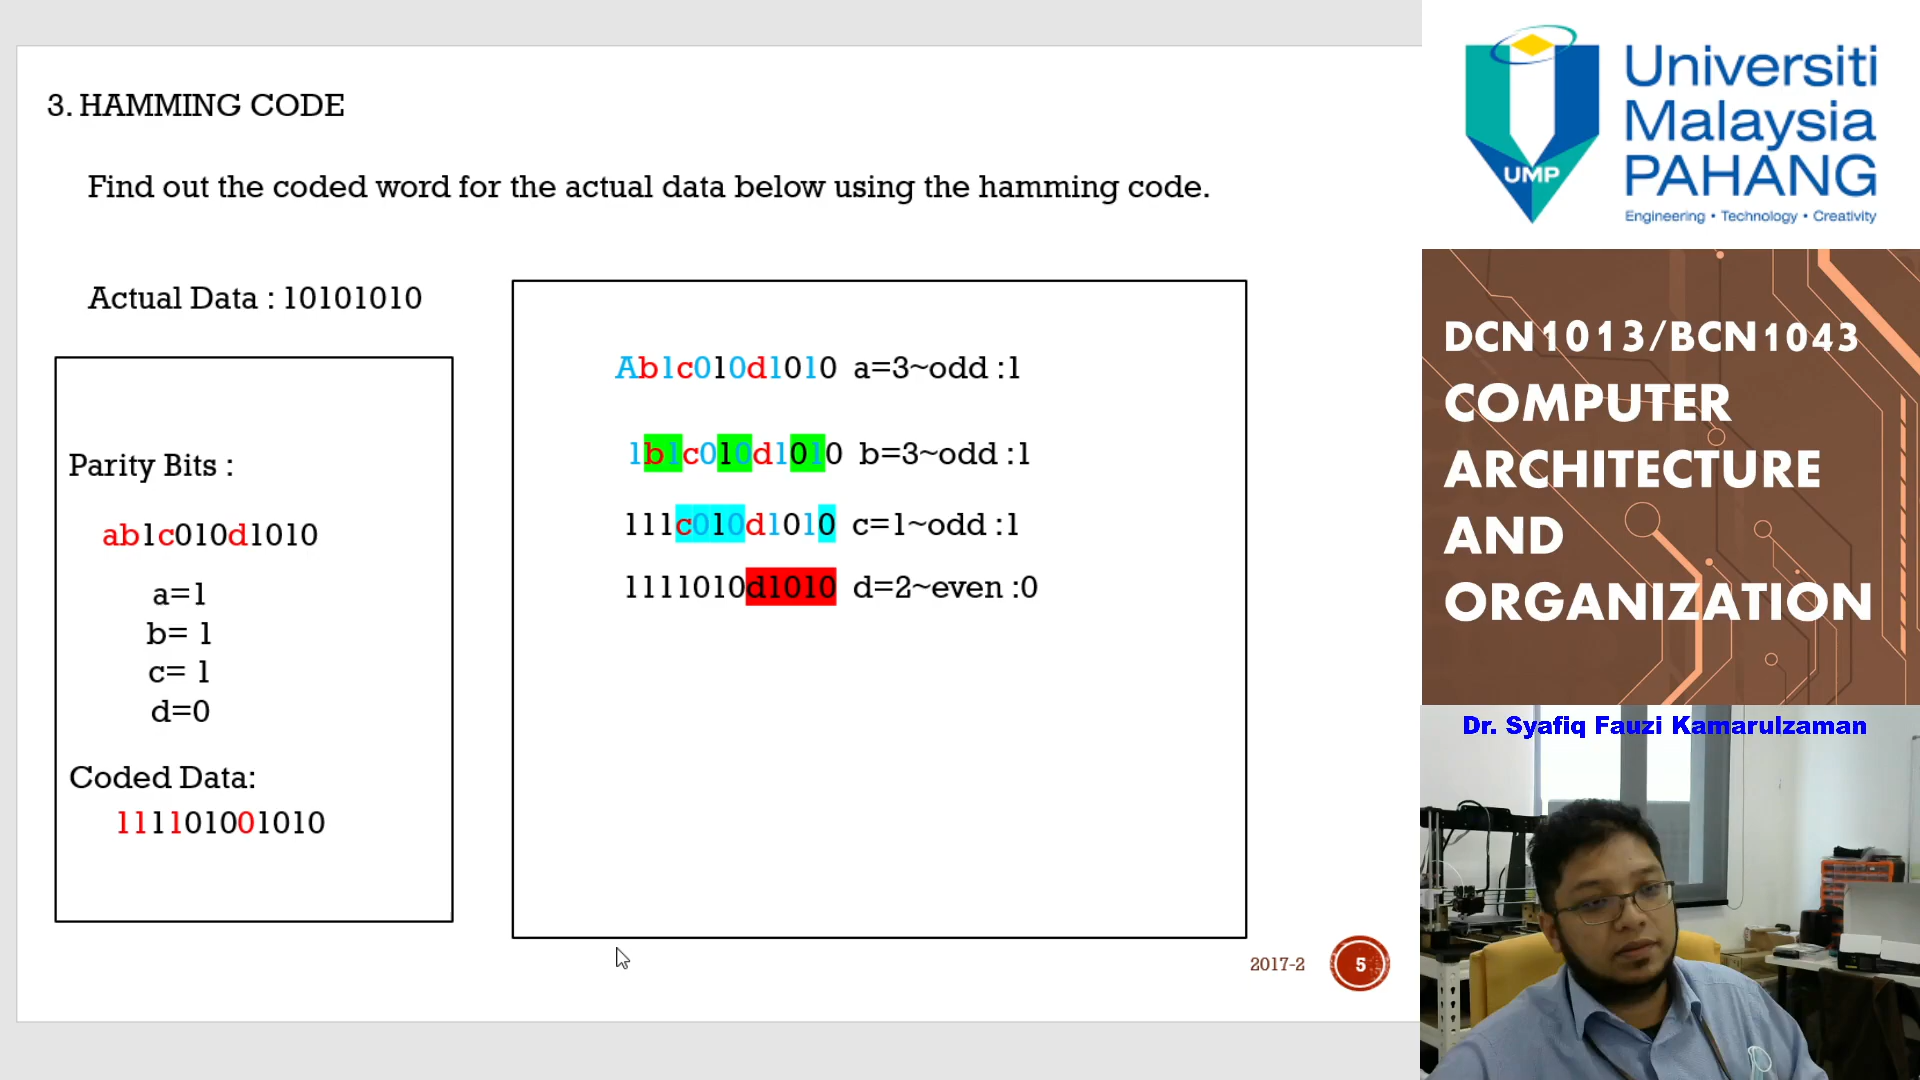 3. HAMMING CODE
Find out the coded word for the actual data below using the hamming code.
Actual Data : 10101010
Parity Bits :
ab1c010d1010
a=1
b= 1
c= 1
d=0
Coded Data:
111101001010
Ab1c010d1010 a=3~odd :1
1b1c010d1010 b=3~odd :1
111c010d1010 c=1~odd :1
1111010d1010 d=2~even :0
2017-2
5
UMP
Universiti
Malaysia
PAHANG
Engineering • Technology • Creativity
DCN1013/BCN1043
COMPUTER
ARCHITECTURE
AND
ORGANIZATION
Dr. Syafiq Fauzi Kamarulzaman